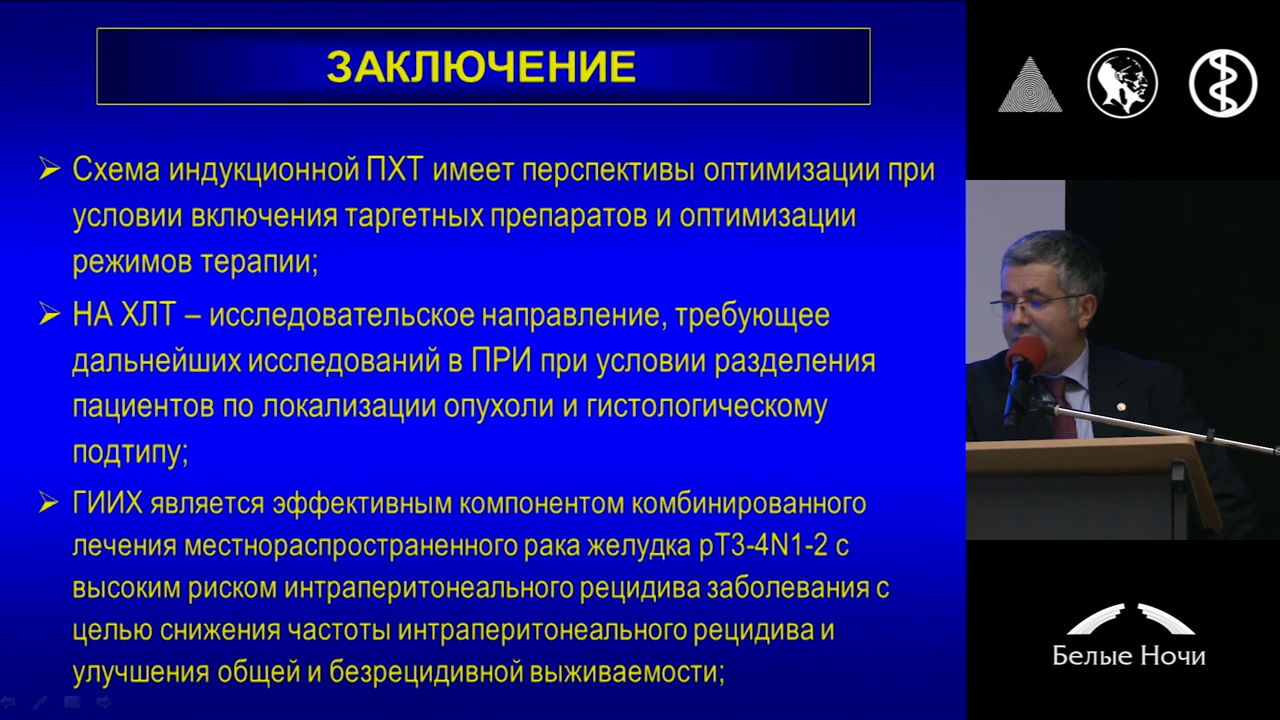 ЗАКЛЮЧЕНИЕ
Схема индукционной ПХТ имеет перспективы оптимизации при
условии включения таргетных препаратов и оптимизации
режимов терапии;
НА ХЛТ – исследовательское направление, требующее
дальнейших исследований в ПРИ при условии разделения
пациентов по локализации опухоли и гистологическому
подтипу;
ГИИХ является эффективным компонентом комбинированного
лечения местнораспространенного рака желудка рТ3-4N1-2 с
высоким риском интраперитонеального рецидива заболевания с
целью снижения частоты интраперитонеального рецидива и
улучшения общей и безрецидивной выживаемости;
Белые Ночи